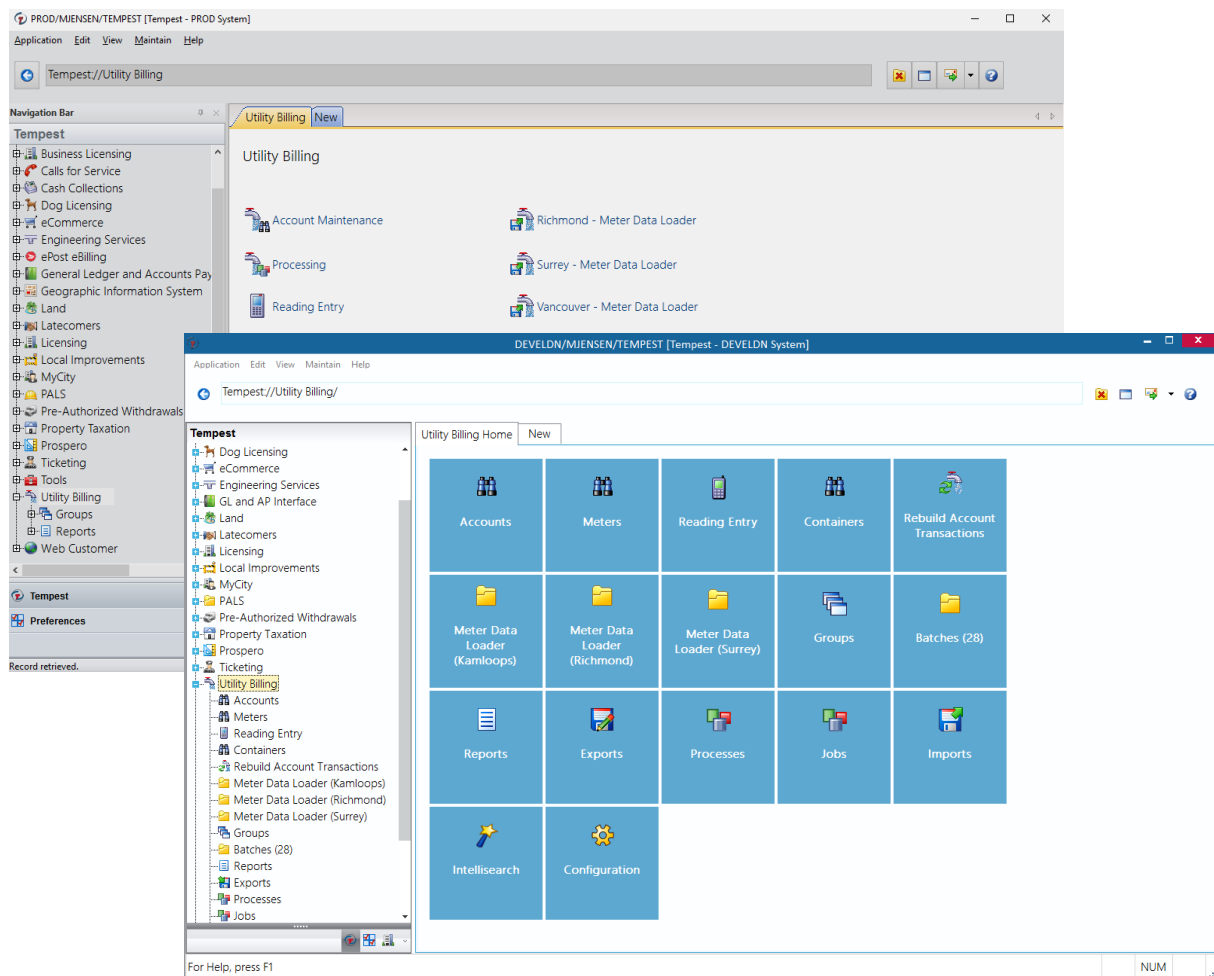 PROD/MJENSEN/TEMPEST [Tempest - PROD System]
Application Edit View Maintain Help
Tempest://Utility Billing
Navigation Bar
Tempest
Business Licensing
Calls for Service
Cash Collections
Dog Licensing
eCommerce
Engineering Services
ePost eBilling
General Ledger and Accounts Pay
Geographic Information System
Land
Latecomers
Licensing
Local Improvements
MyCity
PALS
Pre-Authorized Withdrawals
Property Taxation
Prospero
Ticketing
Tools
Utility Billing
Groups
Reports
Web Customer
Tempest
Preferences
Record retrieved.
Utility Billing New
Utility Billing
Account Maintenance
Richmond - Meter Data Loader
Processing
Surrey - Meter Data Loader
Reading Entry
Vancouver - Meter Data Loader
DEVELDN/MJENSEN/TEMPEST [Tempest - DEVELDN System]
Application Edit View Maintain Help
Tempest://Utility Billing/
Tempest
Dog Licensing
eCommerce
Engineering Services
GL and AP Interface
Land
Latecomers
Licensing
Local Improvements
MyCity
PALS
Pre-Authorized Withdrawals
Property Taxation
Prospero
Ticketing
Utility Billing
Accounts
Meters
Reading Entry
Containers
Rebuild Account Transactions
Meter Data Loader (Kamloops)
Meter Data Loader (Richmond)
Meter Data Loader (Surrey)
Groups
Batches (28)
Reports
Exports
Processes
Jobs
Utility Billing Home New
Accounts
Meters
Reading Entry
Containers
Rebuild Account
Transactions
Meter Data
Loader
(Kamloops)
Meter Data
Loader
(Richmond)
Meter Data
Loader (Surrey)
Groups
Batches (28)
Reports
Exports
Processes
Jobs
Imports
Intellisearch
Configuration
For Help, press F1
NUM